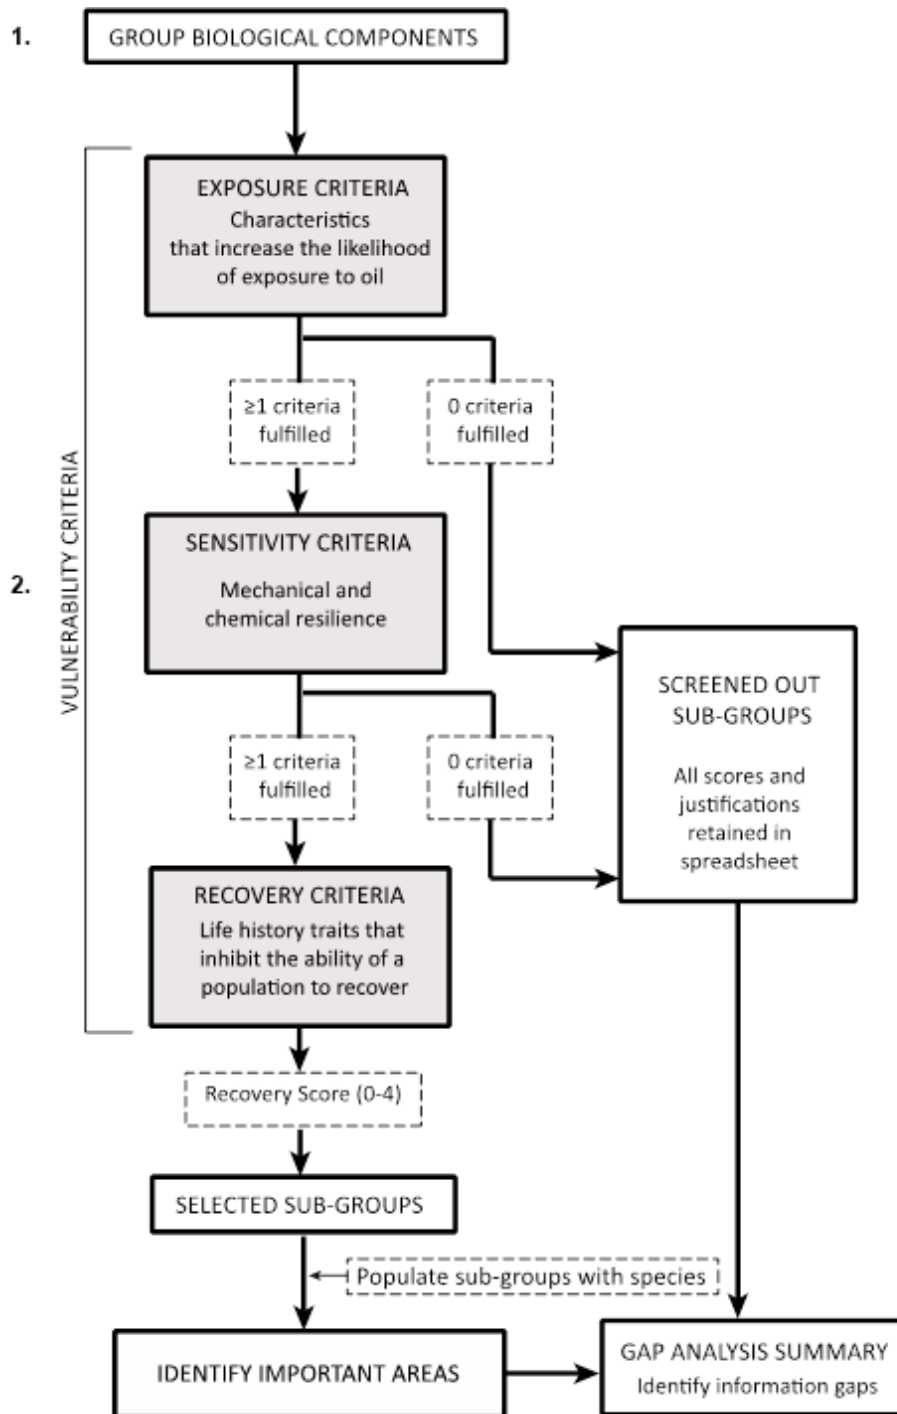 1.
GROUP BIOLOGICAL COMPONENTS
EXPOSURE CRITERIA
Characteristics
that increase the likelihood
of exposure to oil
≥1 criteria
fulfilled
0 criteria
fulfilled
VULNERABILITY CRITERIA
2.
SENSITIVITY CRITERIA
Mechanical and
chemical resilience
SCREENED OUT
SUB-GROUPS
All scores and
justifications
retained in
spreadsheet
≥1 criteria
fulfilled
0 criteria
fulfilled
RECOVERY CRITERIA
Life history traits that
inhibit the ability of a
population to recover
Recovery Score (0-4)
SELECTED SUB-GROUPS
Populate sub-groups with species
IDENTIFY IMPORTANT AREAS
GAP ANALYSIS SUMMARY
Identify information gaps